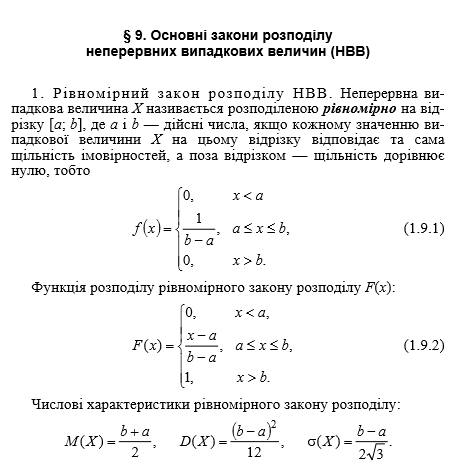 § 9. Основні закони розподілу
неперервних випадкових величин (НВВ)
1. Рівномірний закон розподілу НВВ. Неперервна ви-
падкова величина X називається розподіленою рівномірно на від-
різку [a; b], де a і b — дійсні числа, якщо кожному значенню ви-
падкової величини X на цьому відрізку відповідає та сама
щільність імовірностей, а поза відрізком — щільність дорівнює
нулю, тобто
f(x) = { 0, x < a
1/(b – a), a ≤ x ≤ b, (1.9.1)
0, x > b.
Функція розподілу рівномірного закону розподілу F(x):
F(x) = { 0, x < a,
(x – a)/(b – a), a ≤ x ≤ b, (1.9.2)
1, x > b.
Числові характеристики рівномірного закону розподілу:
M(X) = (b + a)/2, D(X) = (b – a)²/12, σ(X) = (b – a)/(2√3).